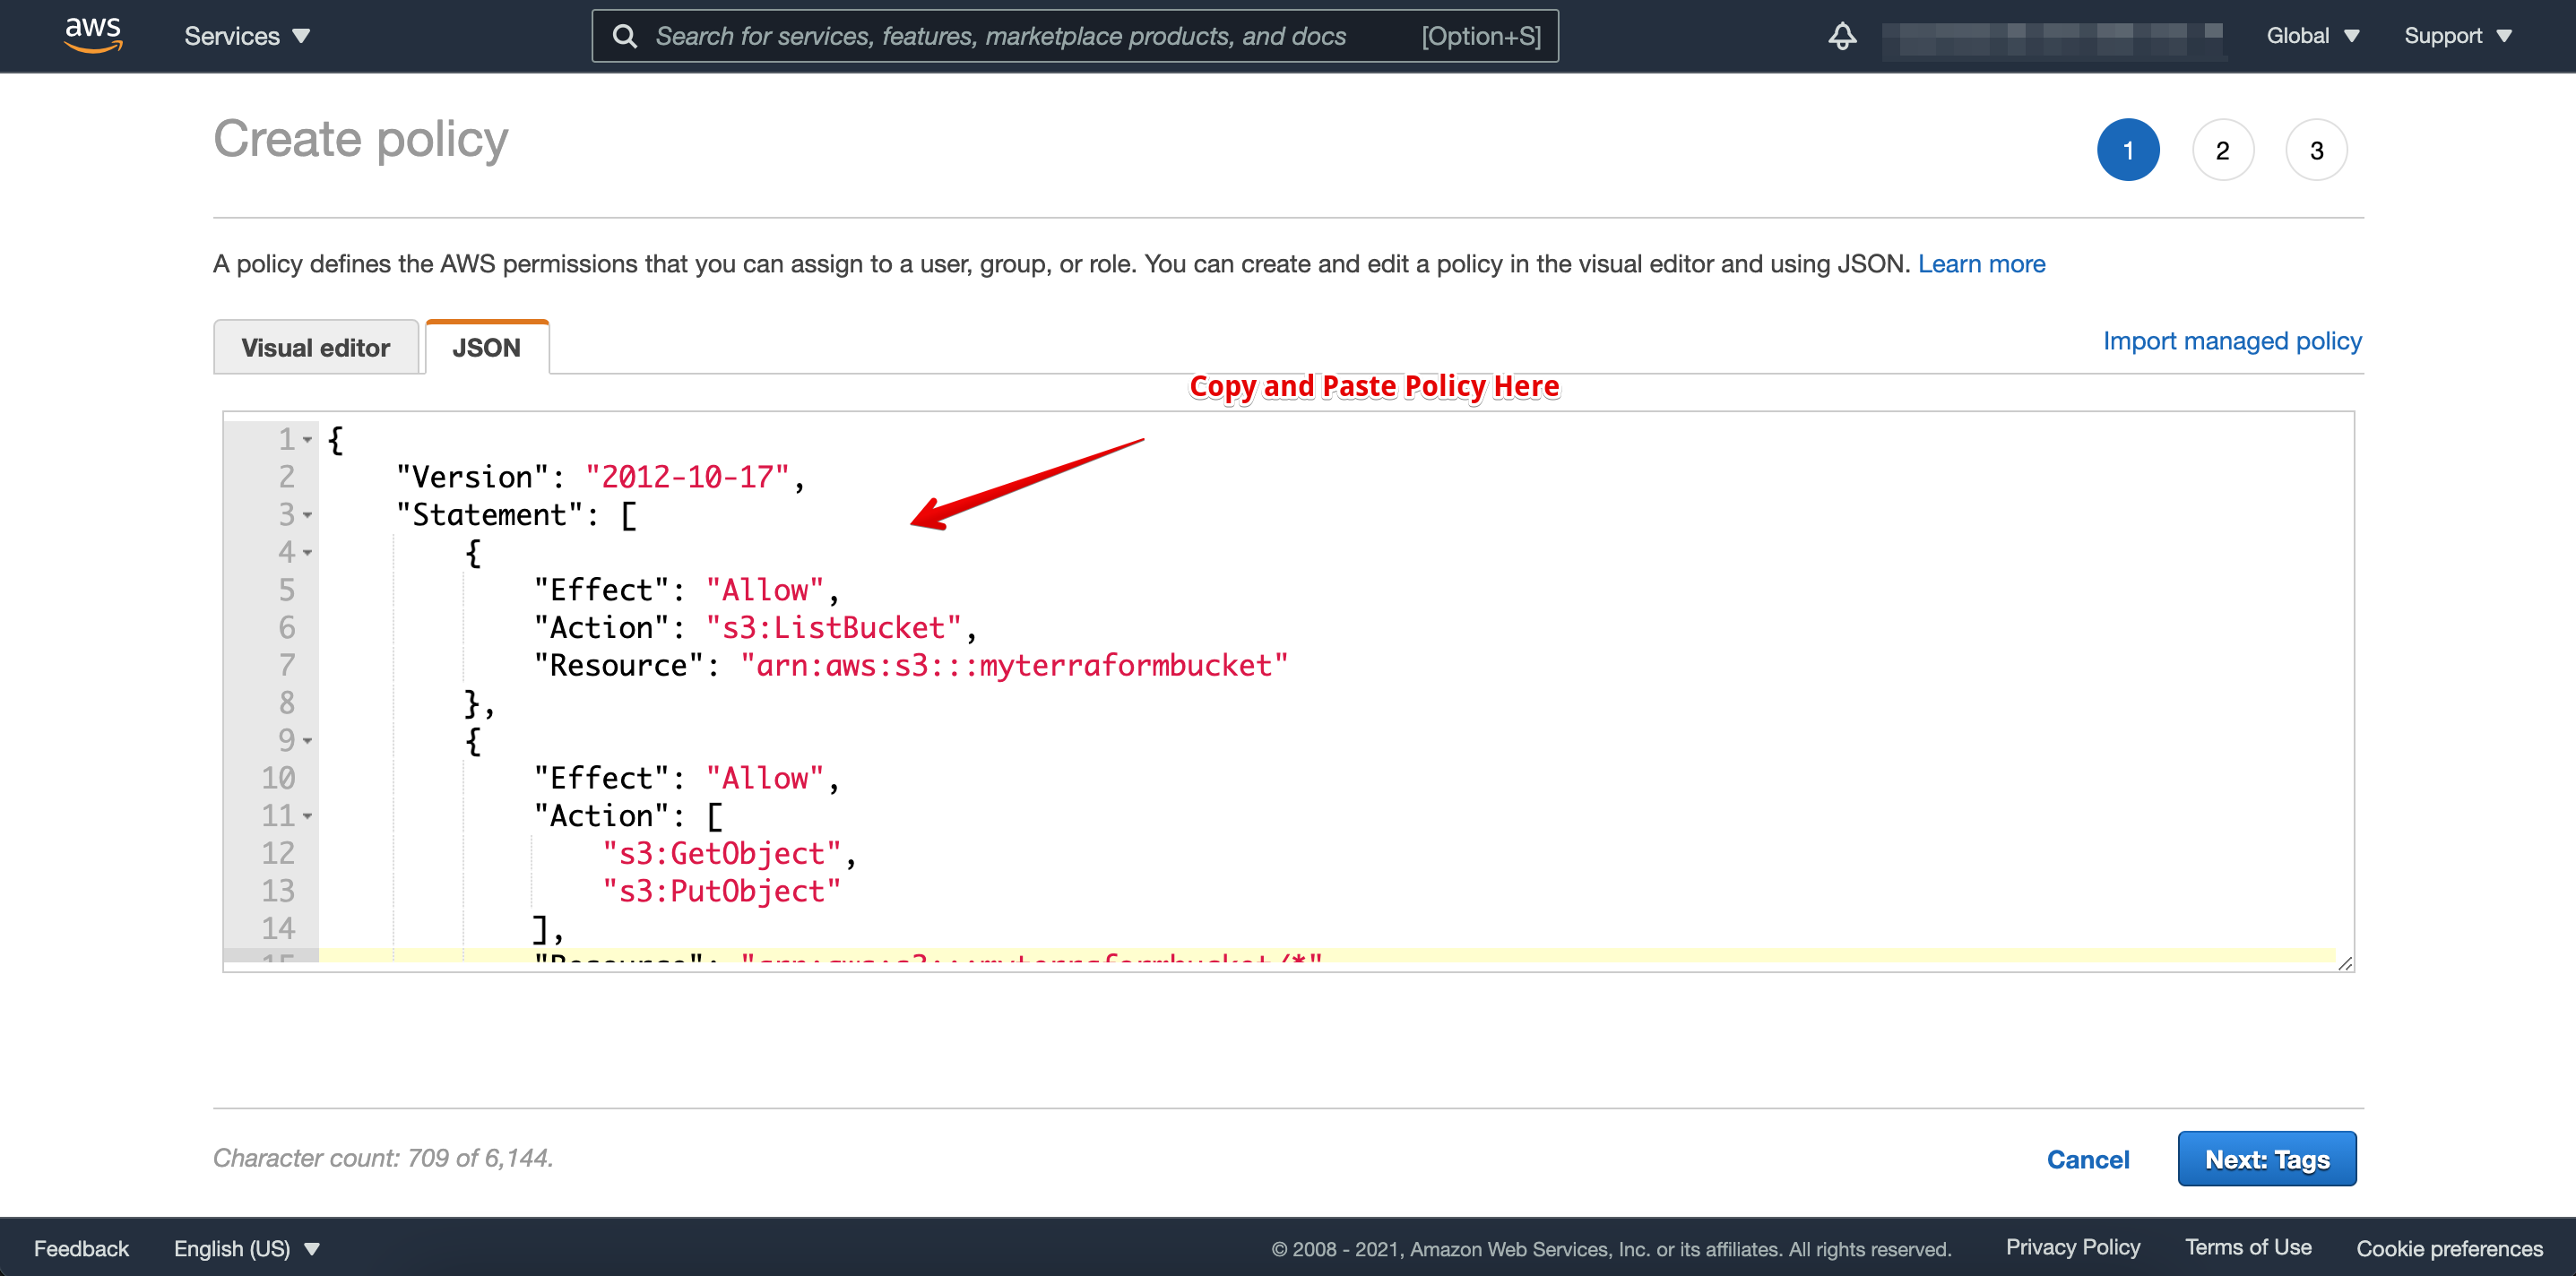 aws
Services
Search for services, features, marketplace products, and docs [Option+S]
Global
Support
Create policy
1
2
3
A policy defines the AWS permissions that you can assign to a user, group, or role. You can create and edit a policy in the visual editor and using JSON. Learn more
Visual editor
JSON
Import managed policy
Copy and Paste Policy Here
1 {
2 "Version": "2012-10-17",
3 "Statement": [
4 {
5 "Effect": "Allow",
6 "Action": "s3:ListBucket",
7 "Resource": "arn:aws:s3:::myterraformbucket"
8 },
9 {
10 "Effect": "Allow",
11 "Action": [
12 "s3:GetObject",
13 "s3:PutObject"
14 ],
15 "Resource": "arn:aws:s3:::myterraformbucket/*"
Character count: 709 of 6,144.
Cancel
Next: Tags
Feedback
English (US)
© 2008 - 2021, Amazon Web Services, Inc. or its affiliates. All rights reserved.
Privacy Policy
Terms of Use
Cookie preferences